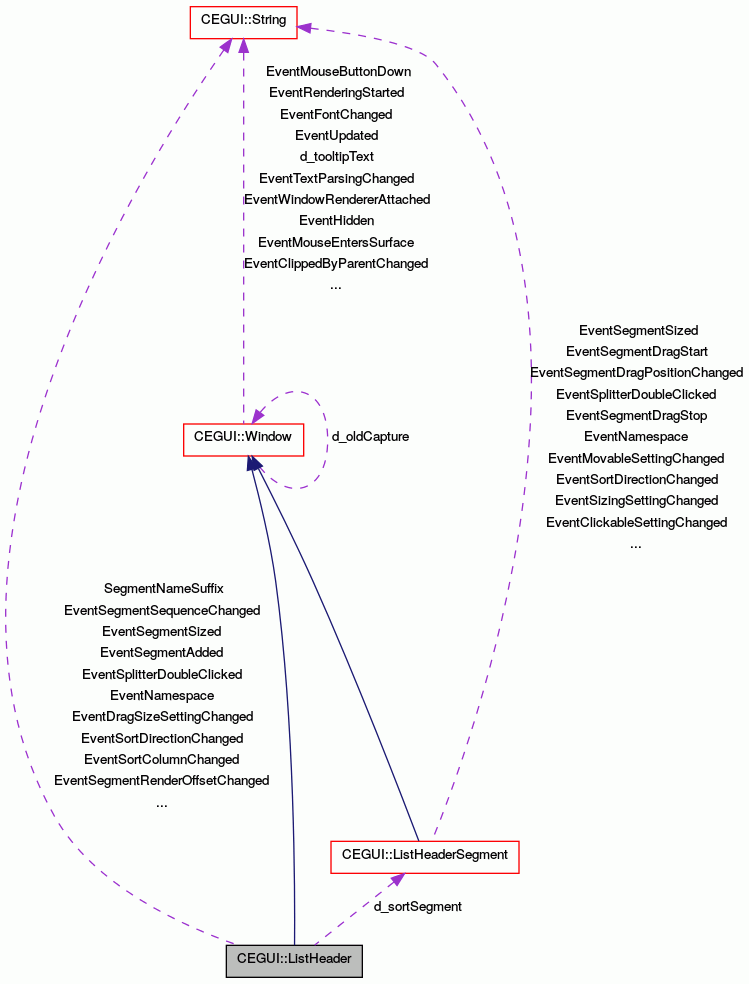 CEGUI::String
EventMouseButtonDown
EventRenderingStarted
EventFontChanged
EventUpdated
d_tooltipText
EventTextParsingChanged
EventWindowRendererAttached
EventHidden
EventMouseEntersSurface
EventClippedByParentChanged
...
EventSegmentSized
EventSegmentDragStart
EventSegmentDragPositionChanged
EventSplitterDoubleClicked
EventSegmentDragStop
EventNamespace
EventMovableSettingChanged
EventSortDirectionChanged
EventSizingSettingChanged
EventClickableSettingChanged
...
CEGUI::Window
d_oldCapture
SegmentNameSuffix
EventSegmentSequenceChanged
EventSegmentSized
EventSegmentAdded
EventSplitterDoubleClicked
EventNamespace
EventDragSizeSettingChanged
EventSortDirectionChanged
EventSortColumnChanged
EventSegmentRenderOffsetChanged
...
CEGUI::ListHeaderSegment
d_sortSegment
CEGUI::ListHeader